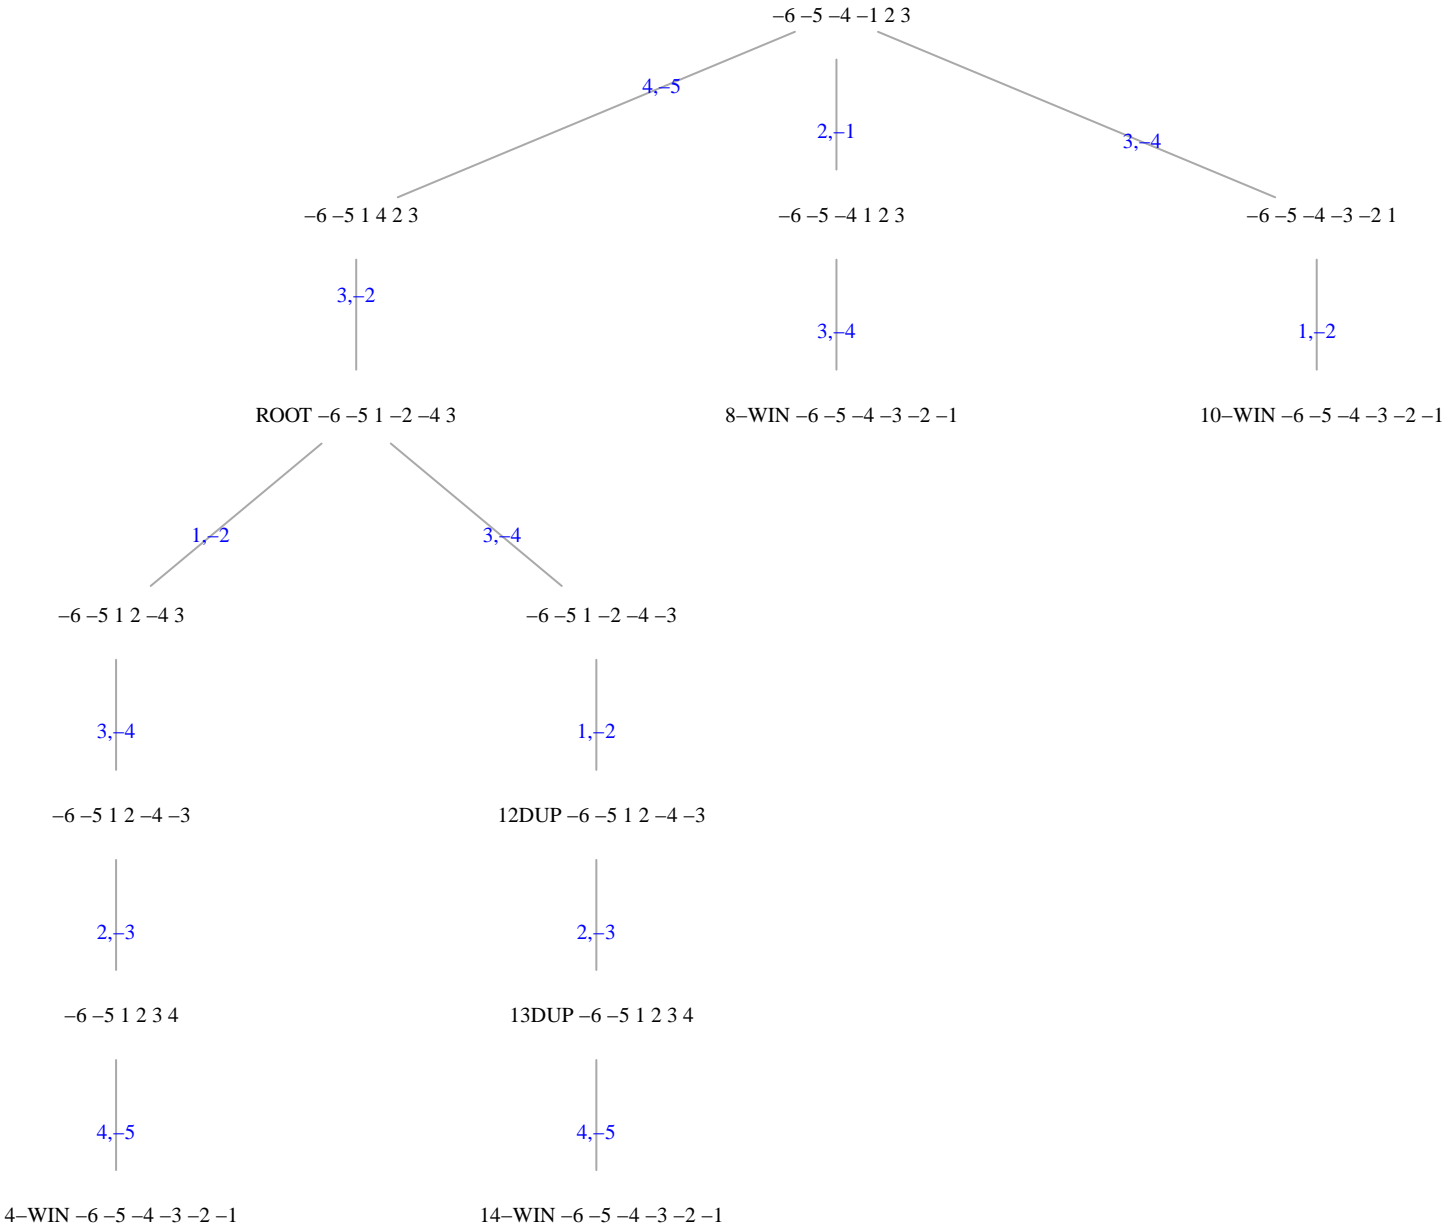 –6 –5 –4 –1 2 3
4,–5
2,–1
3,–4
–6 –5 1 4 2 3
–6 –5 –4 1 2 3
–6 –5 –4 –3 –2 1
3,–2
3,–4
1,–2
ROOT –6 –5 1 –2 –4 3
8–WIN –6 –5 –4 –3 –2 –1
10–WIN –6 –5 –4 –3 –2 –1
1,–2
3,–4
–6 –5 1 2 –4 3
–6 –5 1 –2 –4 –3
3,–4
1,–2
–6 –5 1 2 –4 –3
12DUP –6 –5 1 2 –4 –3
2,–3
2,–3
–6 –5 1 2 3 4
13DUP –6 –5 1 2 3 4
4,–5
4,–5
4–WIN –6 –5 –4 –3 –2 –1
14–WIN –6 –5 –4 –3 –2 –1